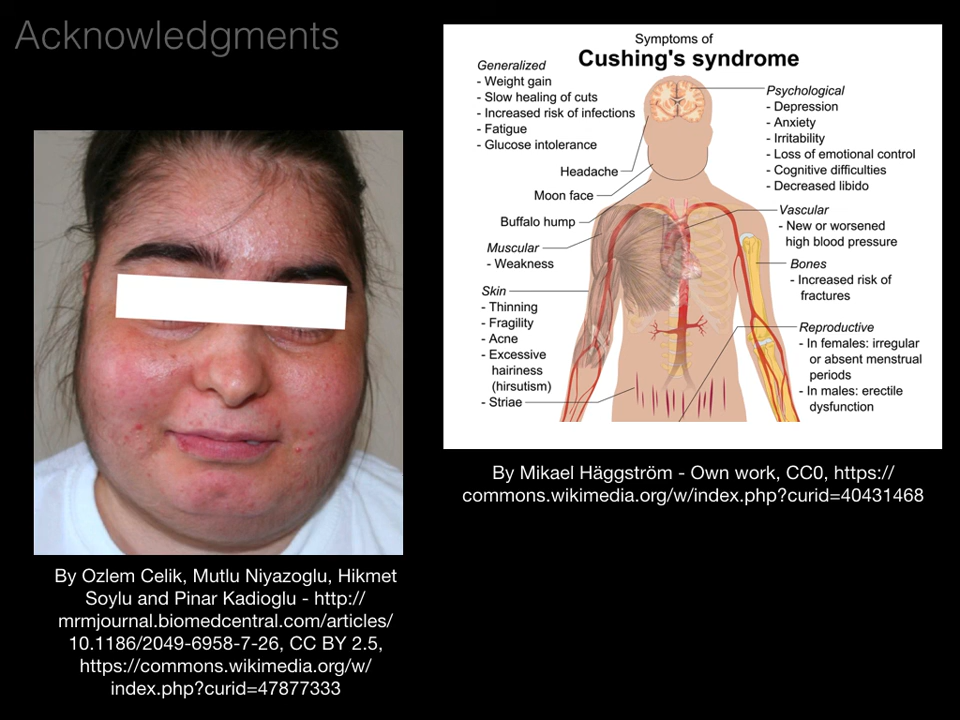 Acknowledgments
Symptoms of
Cushing's syndrome
Generalized
- Weight gain
- Slow healing of cuts
- Increased risk of infections
- Fatigue
- Glucose intolerance
Headache
Moon face
Buffalo hump
Muscular
- Weakness
Skin
- Thinning
- Fragility
- Acne
- Excessive
hairiness
(hirsutism)
- Striae
Psychological
- Depression
- Anxiety
- Irritability
- Loss of emotional control
- Cognitive difficulties
- Decreased libido
Vascular
- New or worsened
high blood pressure
Bones
- Increased risk of
fractures
Reproductive
- In females: irregular
or absent menstrual
periods
- In males: erectile
dysfunction
By Mikael Häggström - Own work, CC0, https://
commons.wikimedia.org/w/index.php?curid=40431468
By Ozlem Celik, Mutlu Niyazoglu, Hikmet
Soylu and Pinar Kadioglu - http://
mrmjournal.biomedcentral.com/articles/
10.1186/2049-6958-7-26, CC BY 2.5,
https://commons.wikimedia.org/w/
index.php?curid=47877333